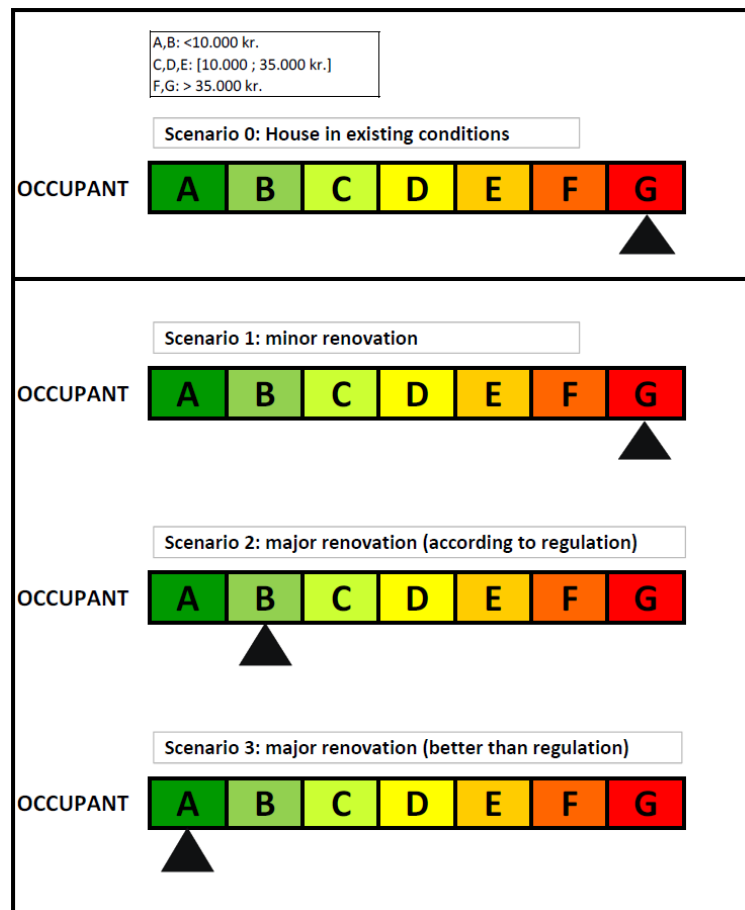 A,B: <10.000 kr.
C,D,E: [10.000 ; 35.000 kr.]
F,G: > 35.000 kr.
Scenario 0: House in existing conditions
OCCUPANT A B C D E F G
Scenario 1: minor renovation
OCCUPANT A B C D E F G
Scenario 2: major renovation (according to regulation)
OCCUPANT A B C D E F G
Scenario 3: major renovation (better than regulation)
OCCUPANT A B C D E F G